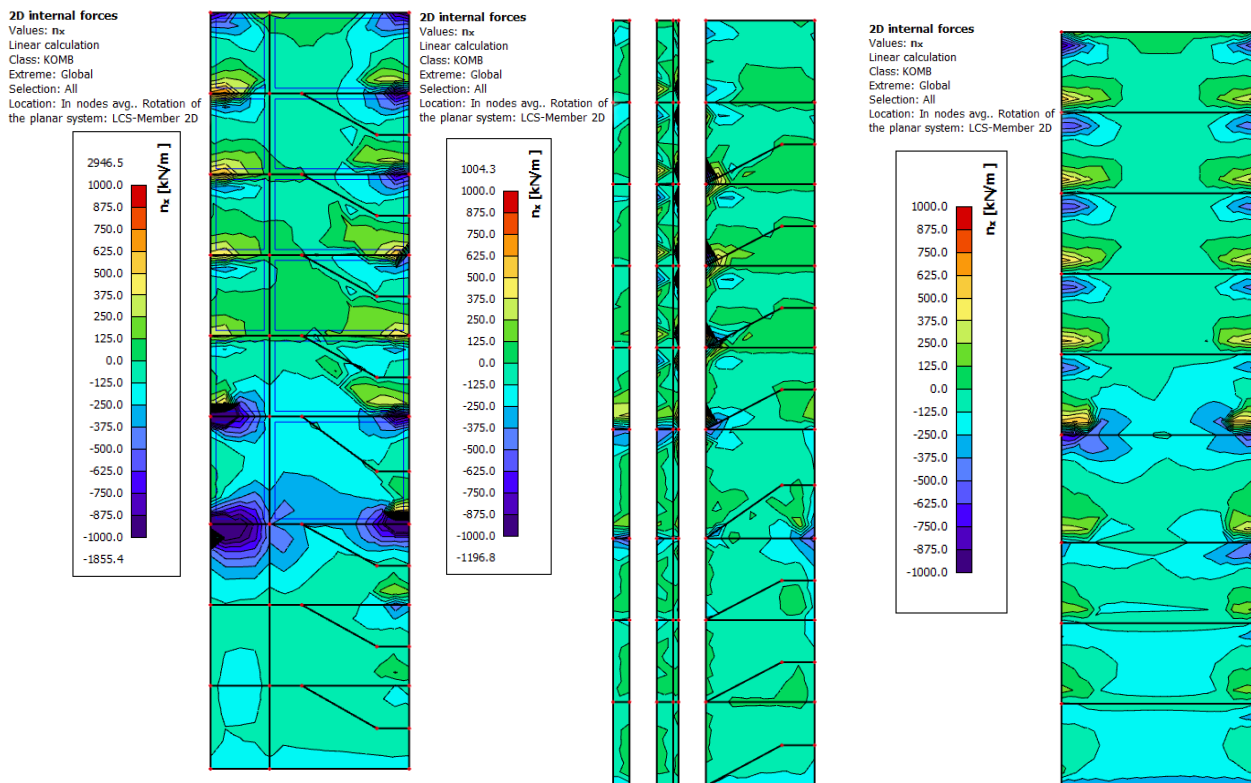 2D internal forces
Values: nx
Linear calculation
Class: KOMB
Extreme: Global
Selection: All
Location: In nodes avg.. Rotation of
the planar system: LCS-Member 2D
nx [kN/m]
2946.5
1000.0
875.0
750.0
625.0
500.0
375.0
250.0
125.0
0.0
-125.0
-250.0
-375.0
-500.0
-625.0
-750.0
-875.0
-1000.0
-1855.4
2D internal forces
Values: nx
Linear calculation
Class: KOMB
Extreme: Global
Selection: All
Location: In nodes avg.. Rotation of
the planar system: LCS-Member 2D
nx [kN/m]
1004.3
1000.0
875.0
750.0
625.0
500.0
375.0
250.0
125.0
0.0
-125.0
-250.0
-375.0
-500.0
-625.0
-750.0
-875.0
-1000.0
-1196.8
2D internal forces
Values: nx
Linear calculation
Class: KOMB
Extreme: Global
Selection: All
Location: In nodes avg.. Rotation of
the planar system: LCS-Member 2D
nx [kN/m]
1000.0
875.0
750.0
625.0
500.0
375.0
250.0
125.0
0.0
-125.0
-250.0
-375.0
-500.0
-625.0
-750.0
-875.0
-1000.0